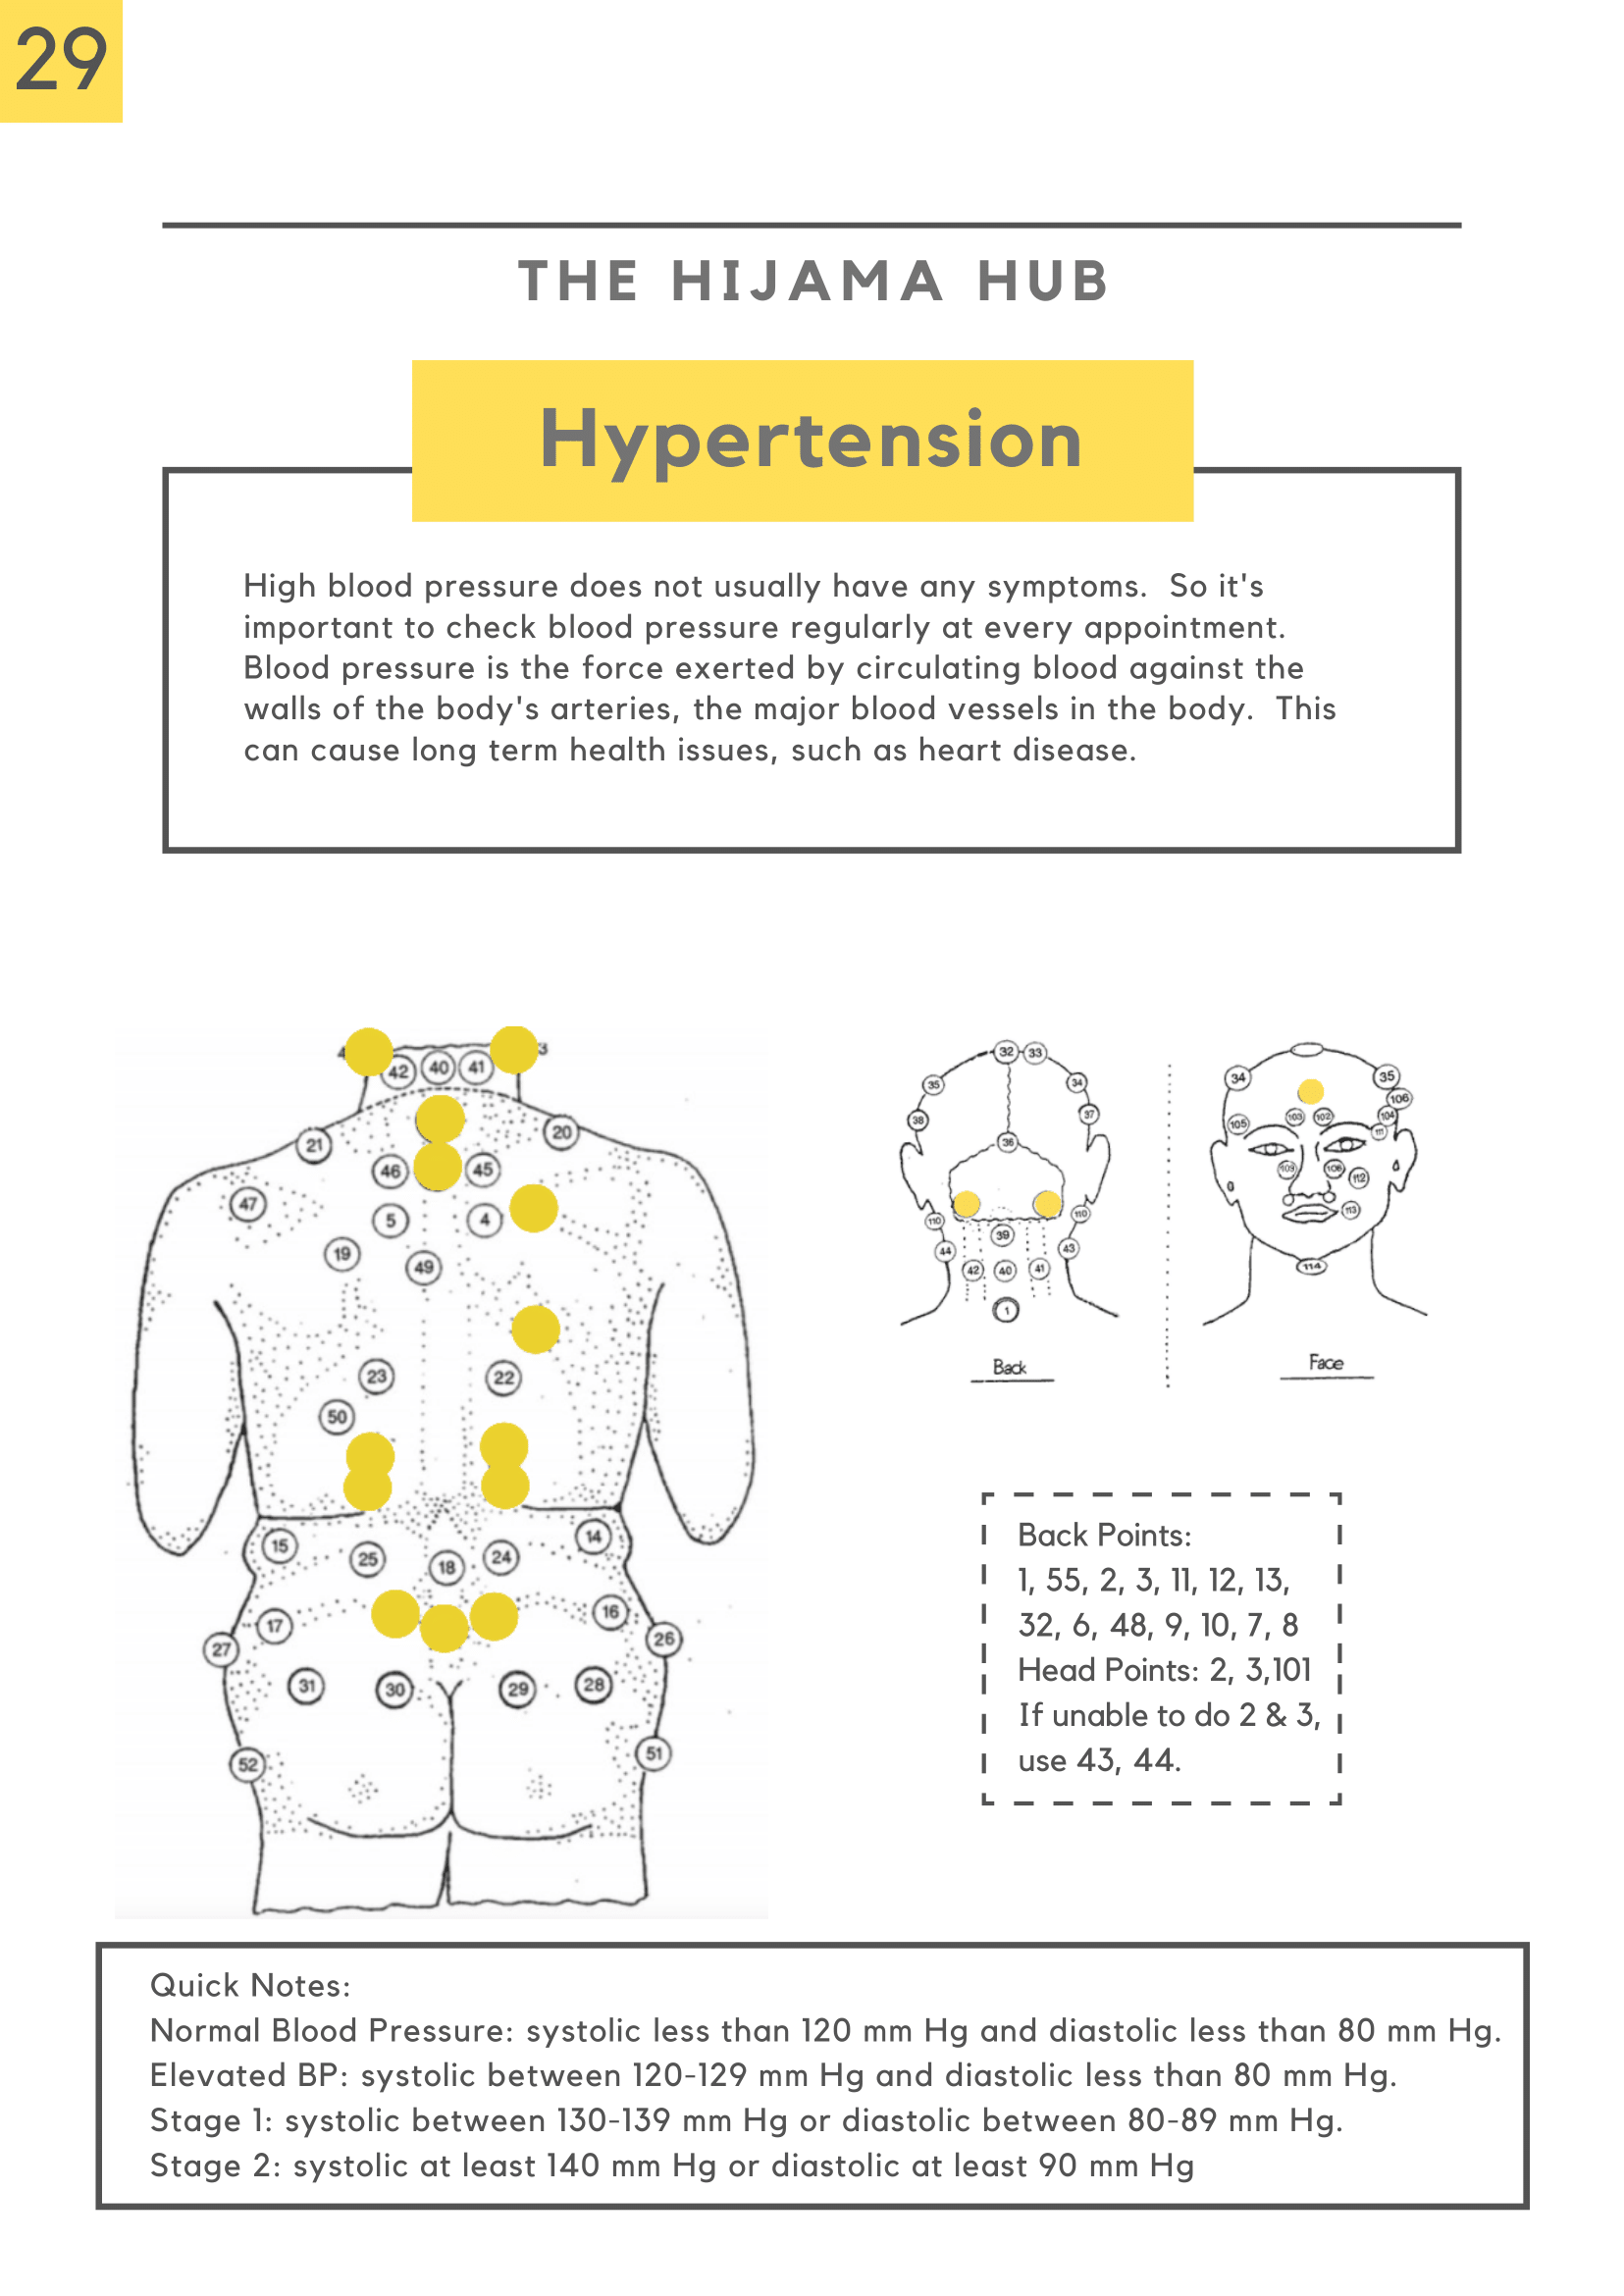 29
THE HIJAMA HUB
Hypertension
High blood pressure does not usually have any symptoms.  So it's
important to check blood pressure regularly at every appointment.
Blood pressure is the force exerted by circulating blood against the
walls of the body's arteries, the major blood vessels in the body.  This
can cause long term health issues, such as heart disease.
4 3
42 40 41
21 20
46 45
47
5 4
19 49
23 22
50
15 25 18 24 14
17 16
27 26
31 30 29 28
52 51
32 33
35 34
38 37
36
110 110
39
44 43
42 40 41
1
Back
34 35
106
103 102 104
105 111
109 108 112
113
114
Face
Back Points:
1, 55, 2, 3, 11, 12, 13,
32, 6, 48, 9, 10, 7, 8
Head Points: 2, 3,101
If unable to do 2 & 3,
use 43, 44.
Quick Notes:
Normal Blood Pressure: systolic less than 120 mm Hg and diastolic less than 80 mm Hg.
Elevated BP: systolic between 120-129 mm Hg and diastolic less than 80 mm Hg.
Stage 1: systolic between 130-139 mm Hg or diastolic between 80-89 mm Hg.
Stage 2: systolic at least 140 mm Hg or diastolic at least 90 mm Hg